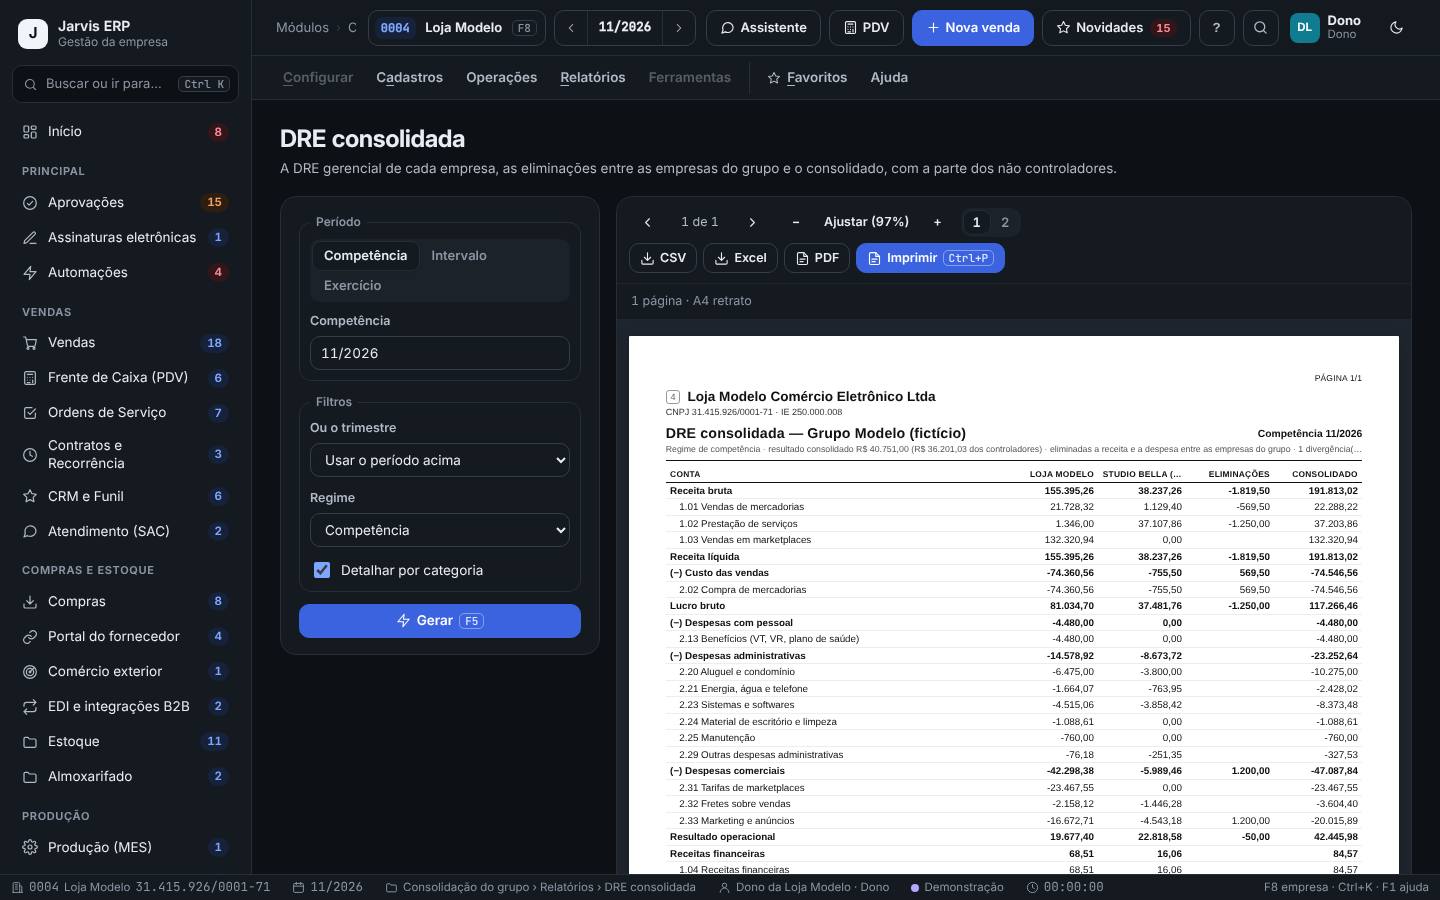 J
Jarvis ERP
Gestão da empresa
Buscar ou ir para... Ctrl K
Início 8
PRINCIPAL
Aprovações 15
Assinaturas eletrônicas 1
Automações 4
VENDAS
Vendas 18
Frente de Caixa (PDV) 6
Ordens de Serviço 7
Contratos e
Recorrência 3
CRM e Funil 6
Atendimento (SAC) 2
COMPRAS E ESTOQUE
Compras 8
Portal do fornecedor 4
Comércio exterior 1
EDI e integrações B2B 2
Estoque 11
Almoxarifado 2
PRODUÇÃO
Produção (MES) 1
Módulos › C 0004 Loja Modelo F8 ‹ 11/2026 › Assistente PDV + Nova venda Novidades 15 ? DL Dono
Dono
Configurar Cadastros Operações Relatórios Ferramentas Favoritos Ajuda
DRE consolidada
A DRE gerencial de cada empresa, as eliminações entre as empresas do grupo e o consolidado, com a parte dos não controladores.
Período
Competência Intervalo
Exercício
Competência
11/2026
Filtros
Ou o trimestre
Usar o período acima
Regime
Competência
Detalhar por categoria
Gerar F5
‹ 1 de 1 › − Ajustar (97%) + 1 2
CSV Excel PDF Imprimir Ctrl+P
1 página · A4 retrato
PÁGINA 1/1
4 Loja Modelo Comércio Eletrônico Ltda
CNPJ 31.415.926/0001-71 · IE 250.000.008
DRE consolidada — Grupo Modelo (fictício) Competência 11/2026
Regime de competência · resultado consolidado R$ 40.751,00 (R$ 36.201,03 dos controladores) · eliminadas a receita e a despesa entre as empresas do grupo · 1 divergência(...
CONTA LOJA MODELO STUDIO BELLA (... ELIMINAÇÕES CONSOLIDADO
Receita bruta 155.395,26 38.237,26 -1.819,50 191.813,02
1.01 Vendas de mercadorias 21.728,32 1.129,40 -569,50 22.288,22
1.02 Prestação de serviços 1.346,00 37.107,86 -1.250,00 37.203,86
1.03 Vendas em marketplaces 132.320,94 0,00 132.320,94
Receita líquida 155.395,26 38.237,26 -1.819,50 191.813,02
(−) Custo das vendas -74.360,56 -755,50 569,50 -74.546,56
2.02 Compra de mercadorias -74.360,56 -755,50 569,50 -74.546,56
Lucro bruto 81.034,70 37.481,76 -1.250,00 117.266,46
(−) Despesas com pessoal -4.480,00 0,00 -4.480,00
2.13 Benefícios (VT, VR, plano de saúde) -4.480,00 0,00 -4.480,00
(−) Despesas administrativas -14.578,92 -8.673,72 -23.252,64
2.20 Aluguel e condomínio -6.475,00 -3.800,00 -10.275,00
2.21 Energia, água e telefone -1.664,07 -763,95 -2.428,02
2.23 Sistemas e softwares -4.515,06 -3.858,42 -8.373,48
2.24 Material de escritório e limpeza -1.088,61 0,00 -1.088,61
2.25 Manutenção -760,00 0,00 -760,00
2.29 Outras despesas administrativas -76,18 -251,35 -327,53
(−) Despesas comerciais -42.298,38 -5.989,46 1.200,00 -47.087,84
2.31 Tarifas de marketplaces -23.467,55 0,00 -23.467,55
2.32 Fretes sobre vendas -2.158,12 -1.446,28 -3.604,40
2.33 Marketing e anúncios -16.672,71 -4.543,18 1.200,00 -20.015,89
Resultado operacional 19.677,40 22.818,58 -50,00 42.445,98
Receitas financeiras 68,51 16,06 84,57
1.04 Receitas financeiras 68,51 16,06 84,57
0004 Loja Modelo 31.415.926/0001-71 11/2026 Consolidação do grupo › Relatórios › DRE consolidada Dono da Loja Modelo · Dono Demonstração 00:00:00 F8 empresa · Ctrl+K · F1 ajuda